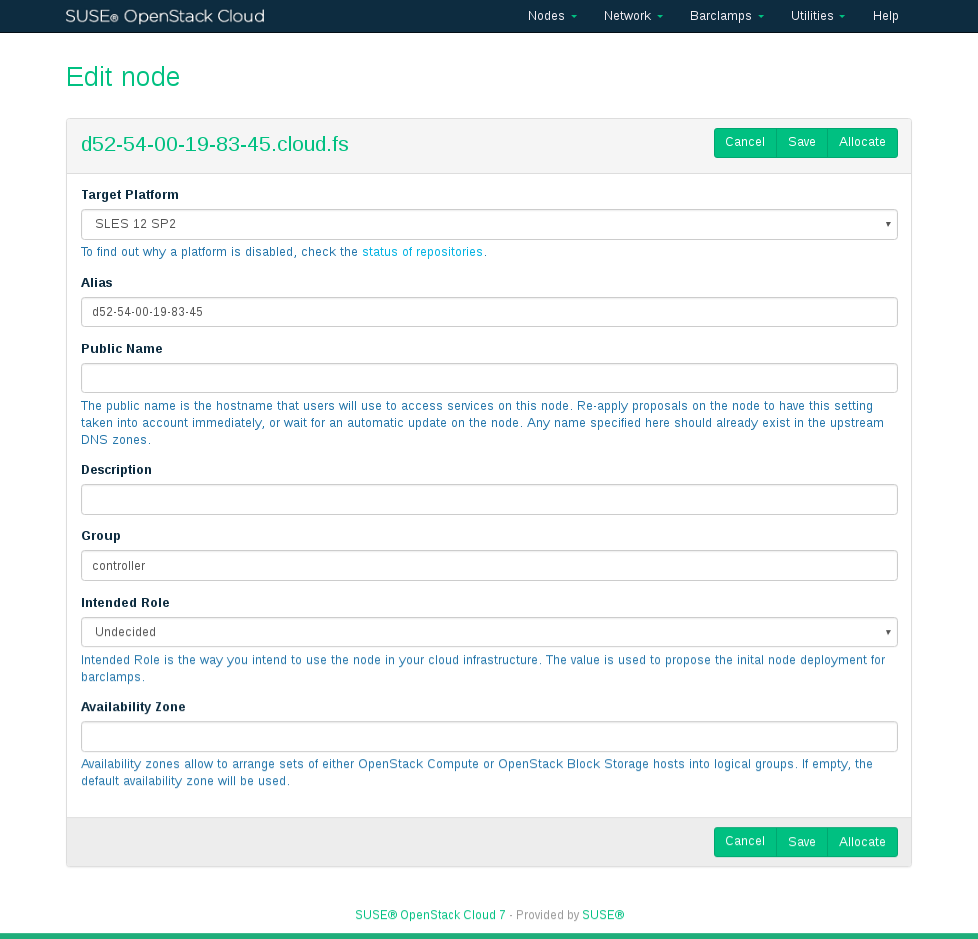 SUSE® OpenStack Cloud
Nodes Network Barclamps Utilities Help
Edit node
d52-54-00-19-83-45.cloud.fs
Cancel Save Allocate
Target Platform
SLES 12 SP2
To find out why a platform is disabled, check the status of repositories.
Alias
d52-54-00-19-83-45
Public Name
The public name is the hostname that users will use to access services on this node. Re-apply proposals on the node to have this setting
taken into account immediately, or wait for an automatic update on the node. Any name specified here should already exist in the upstream
DNS zones.
Description
Group
controller
Intended Role
Undecided
Intended Role is the way you intend to use the node in your cloud infrastructure. The value is used to propose the inital node deployment for
barclamps.
Availability Zone
Availability zones allow to arrange sets of either OpenStack Compute or OpenStack Block Storage hosts into logical groups. If empty, the
default availability zone will be used.
Cancel Save Allocate
SUSE® OpenStack Cloud 7 - Provided by SUSE®